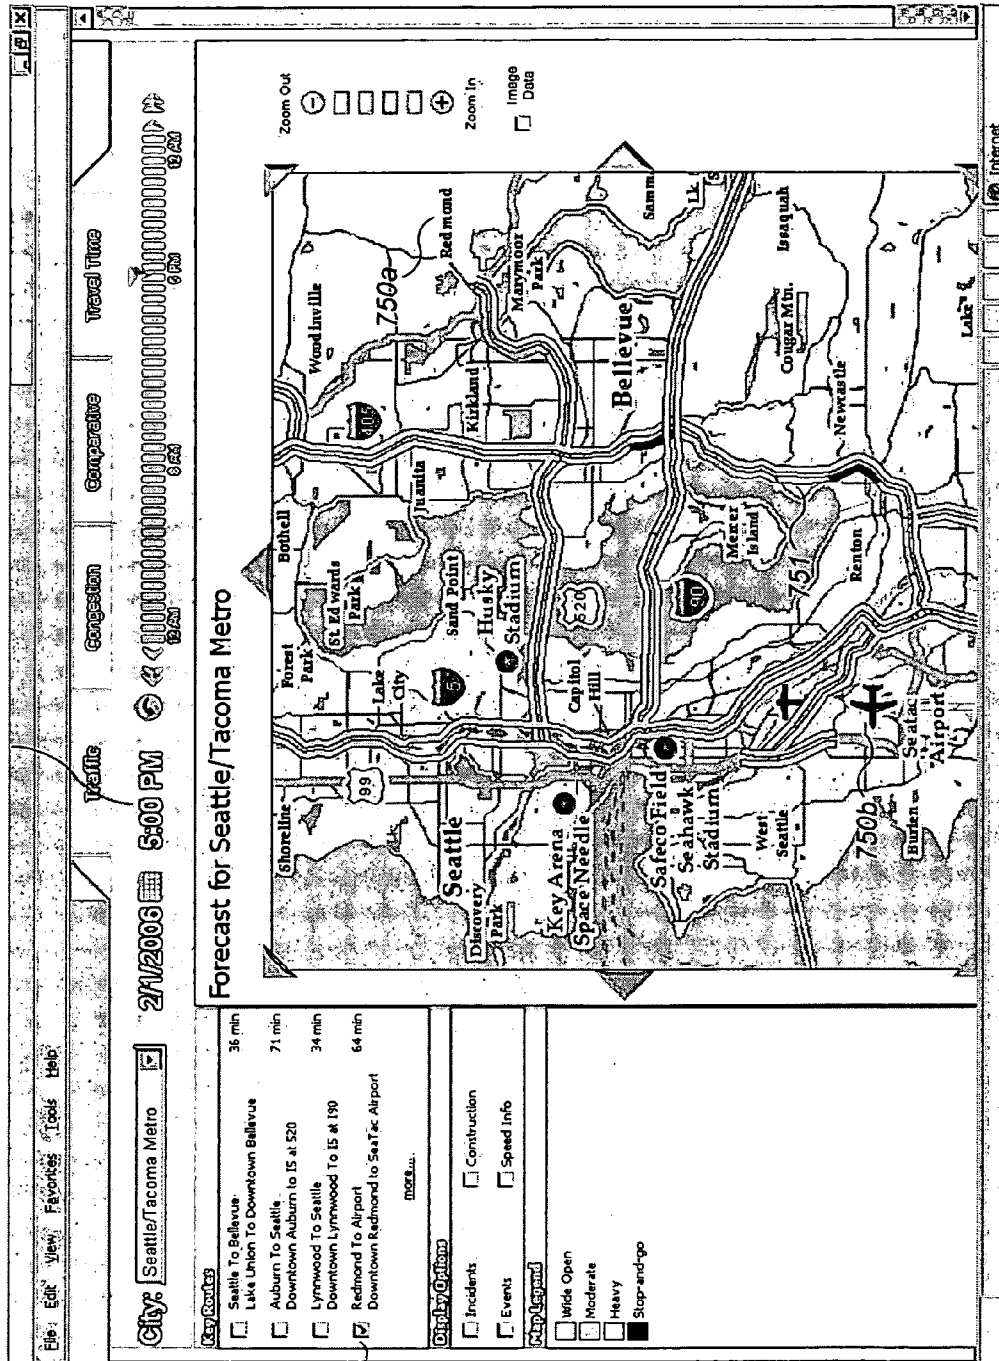 File Edit View Favorites Tools Help
Traffic Congestion Comparative Travel Time
City: Seattle/Tacoma Metro 2/1/2006 5:00 PM
12 AM 6 AM 6 PM 12 AM
Key Routes
Seattle To Bellevue 36 min
Lake Union To Downtown Bellevue
Auburn To Seattle 71 min
Downtown Auburn to I5 at 520
Lynnwood To Seattle 34 min
Downtown Lynnwood To I5 at I90
Redmond To Airport 64 min
Downtown Redmond to SeaTac Airport
more...
Display Options
Incidents Construction
Events Speed Info
Map Legend
Wide Open
Moderate
Heavy
Stop-and-go
Forecast for Seattle/Tacoma Metro
Zoom Out
Zoom In
Image
Data
Shoreline
Forest
Park
Bothell
Woodinville
99
St. Edwards
Park
Lake
City
Juanita
405
750a
Redmond
Seattle
5
Sand Point
Kirkland
Discovery
Park
Husky
Stadium
Marymoor
Park
Key Arena
Space Needle
Capitol
Hill
520
Bellevue
Samm
Safeco Field
Seahawk
Stadium
90
Lk
S
Mercer
Island
West
Seattle
751
Cougar Mtn.
Issaquah
Newcastle
750b
Renton
Burien
Seatac
Airport
Lake
Internet